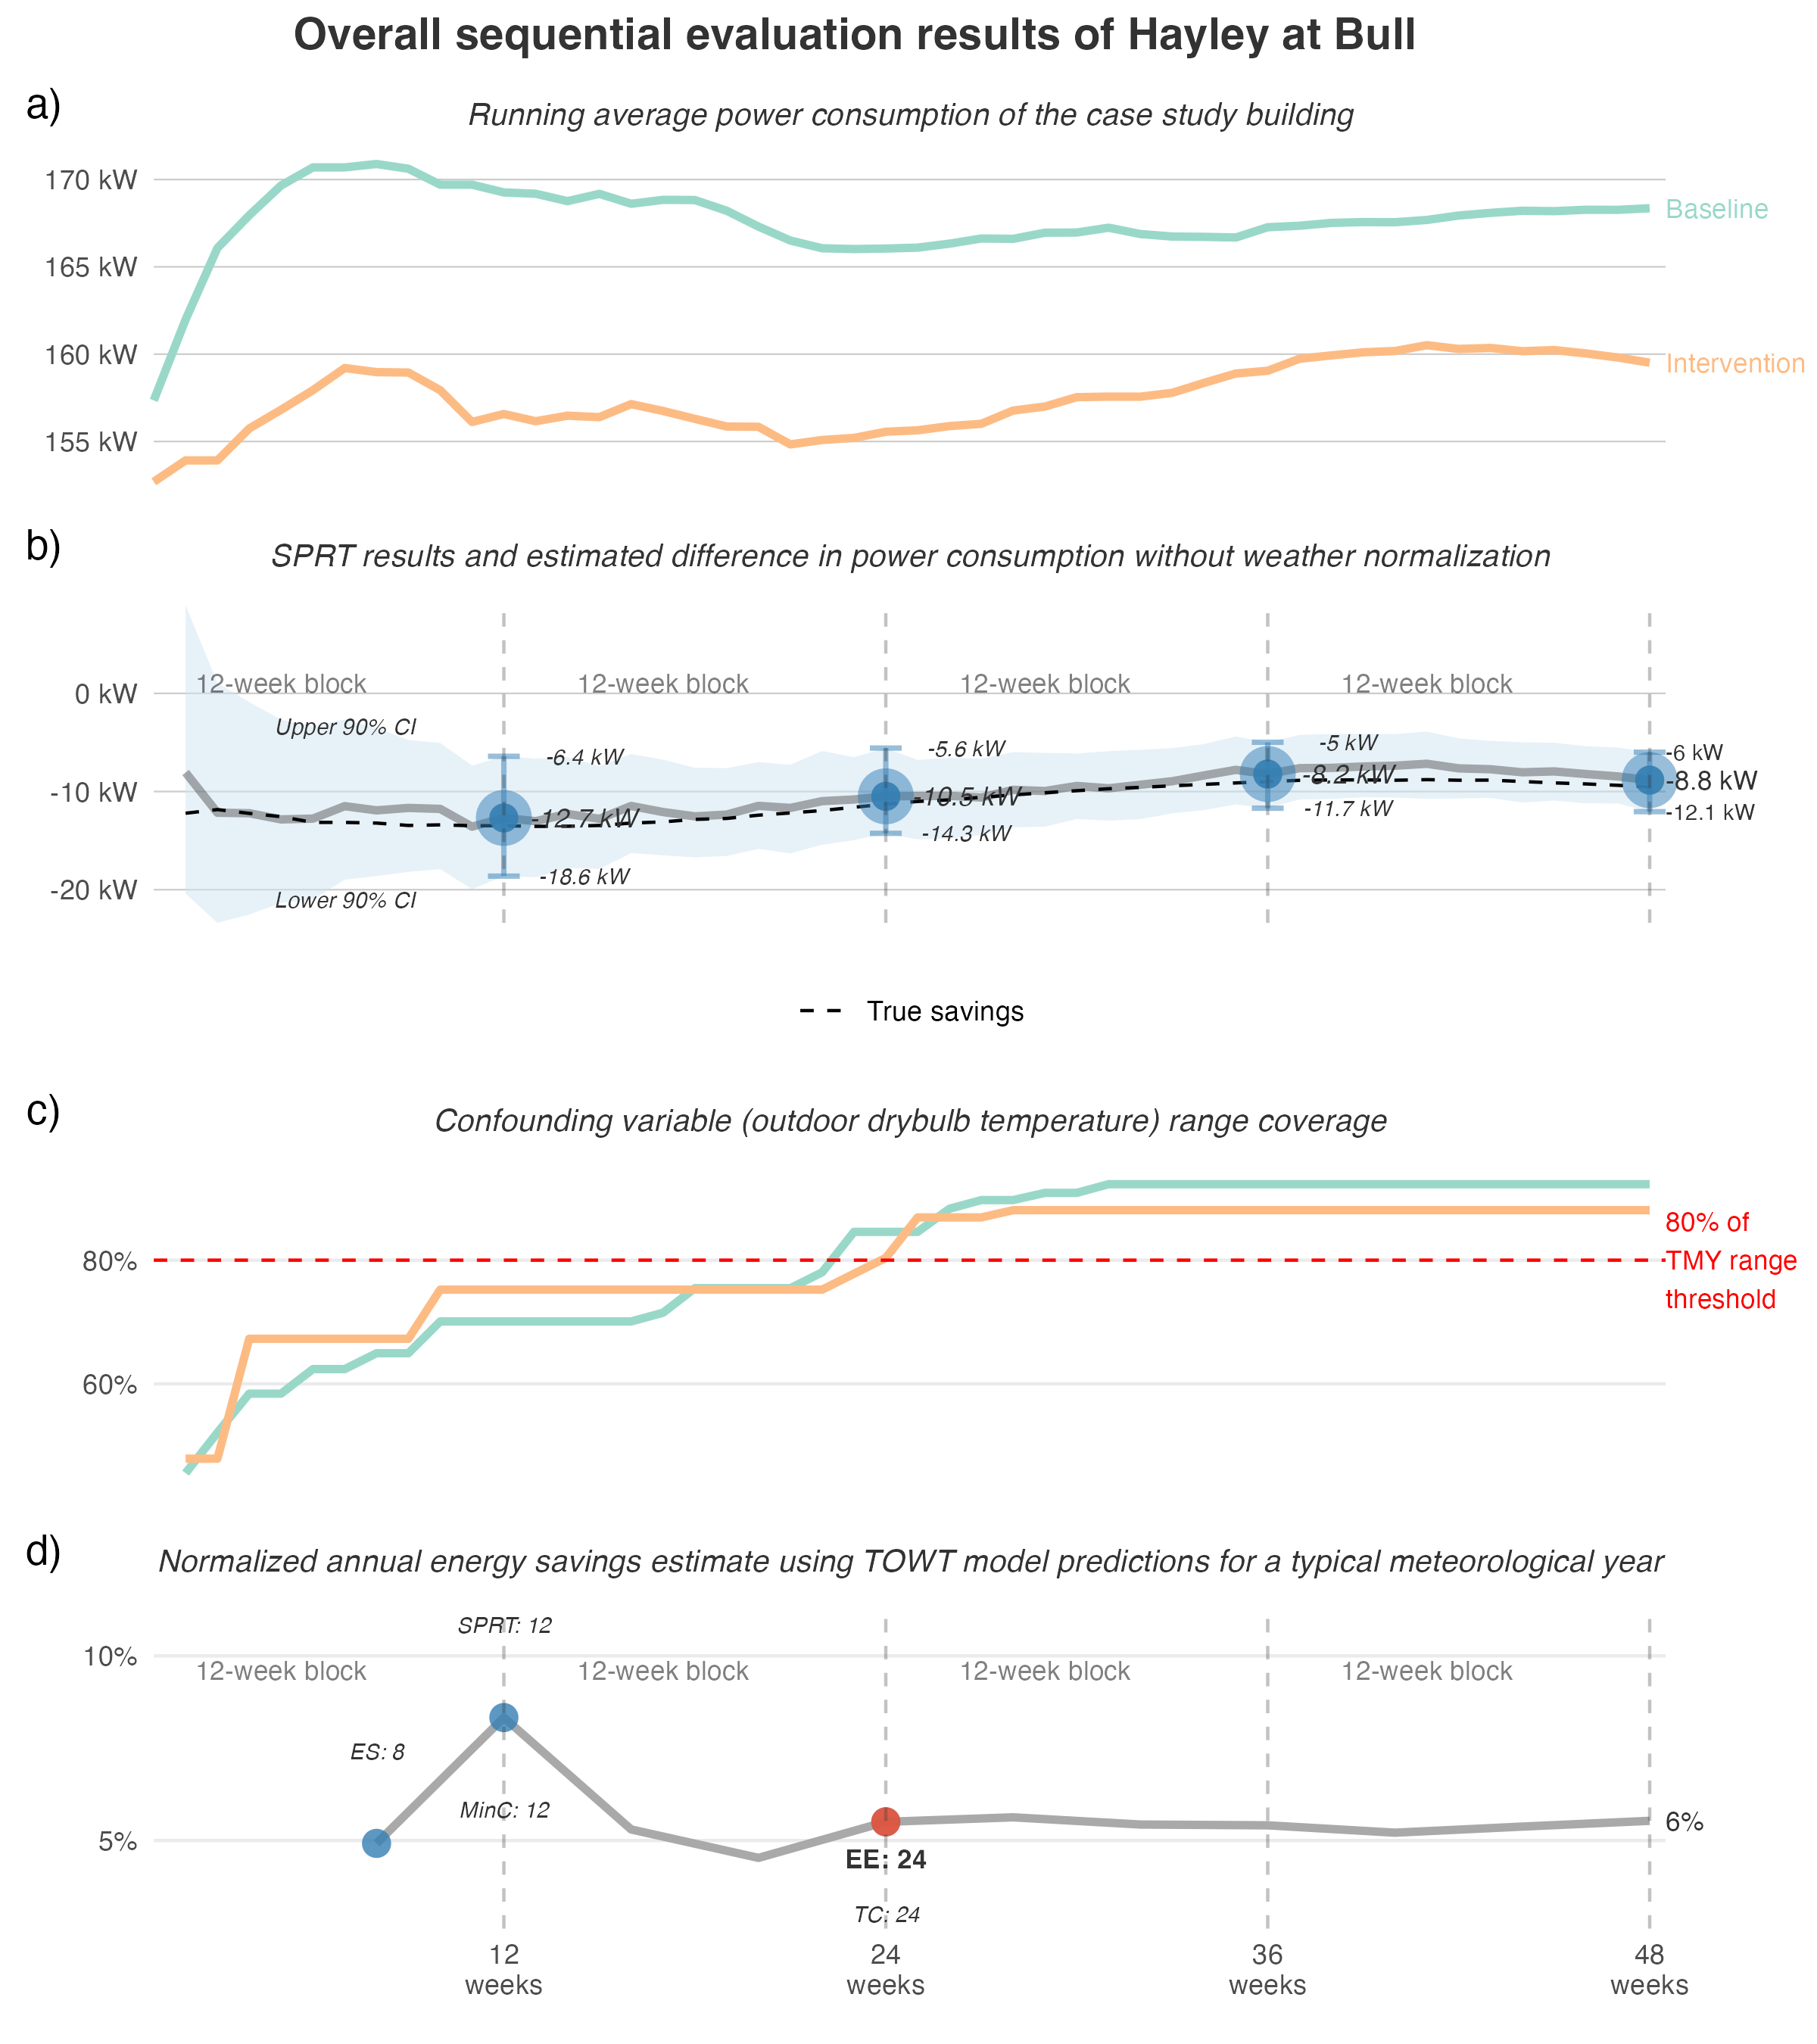 Overall sequential evaluation results of Hayley at Bull
a)
Running average power consumption of the case study building
170 kW
165 kW
160 kW
155 kW
Baseline
Intervention
b)
SPRT results and estimated difference in power consumption without weather normalization
12-week block
12-week block
12-week block
12-week block
0 kW
-10 kW
-20 kW
Upper 90% CI
Lower 90% CI
-6.4 kW
-12.7 kW
-18.6 kW
-5.6 kW
-10.5 kW
-14.3 kW
-5 kW
-8.2 kW
-11.7 kW
-6 kW
-8.8 kW
-12.1 kW
True savings
c)
Confounding variable (outdoor drybulb temperature) range coverage
80%
60%
80% of
TMY range
threshold
d)
Normalized annual energy savings estimate using TOWT model predictions for a typical meteorological year
SPRT: 12
10%
5%
12-week block
12-week block
12-week block
12-week block
ES: 8
MinC: 12
EE: 24
TC: 24
6%
12
weeks
24
weeks
36
weeks
48
weeks